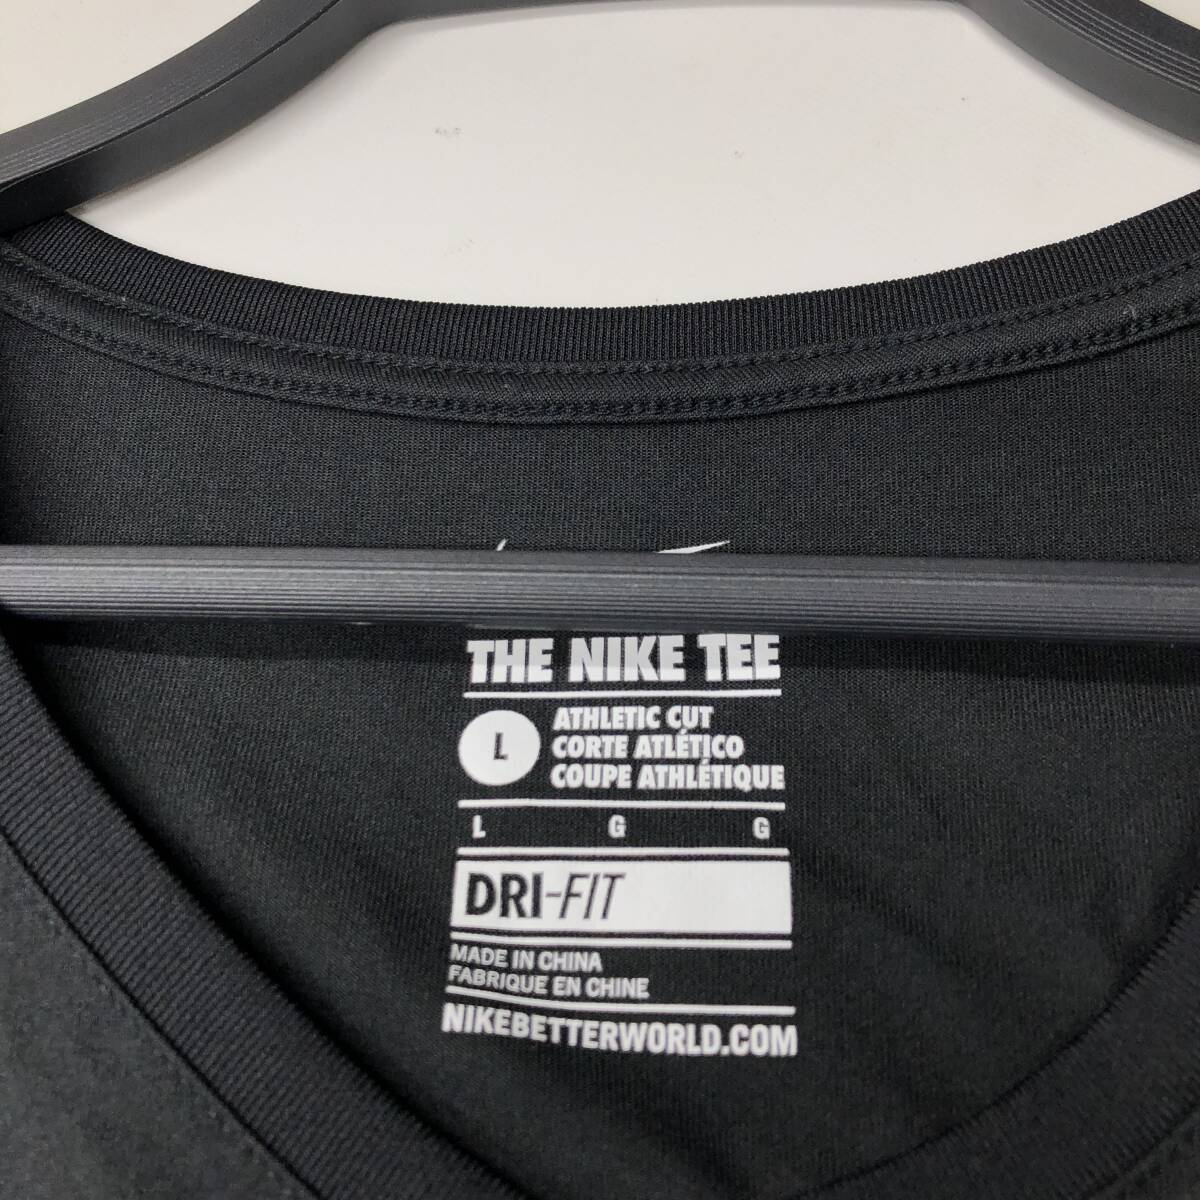 THE NIKE TEE
L
ATHLETIC CUT
CORTE ATLÉTICO
COUPE ATHLÉTIQUE
L G G
DRI-FIT
MADE IN CHINA
FABRIQUE EN CHINE
NIKEBETTERWORLD.COM